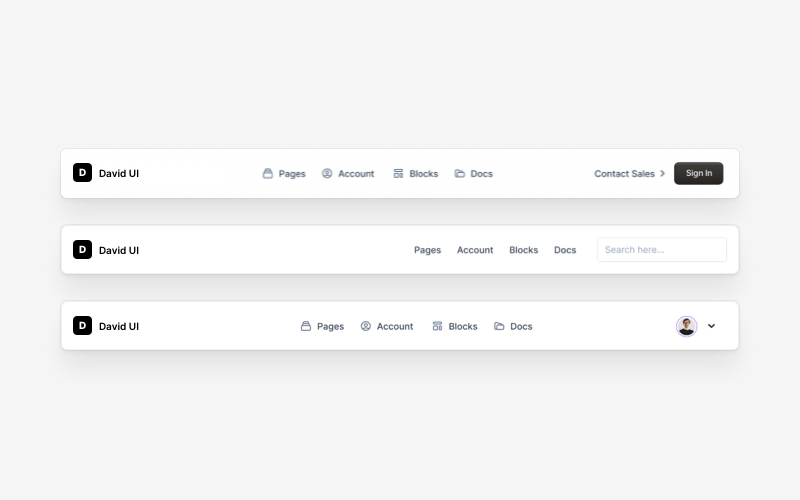 D David UI Pages Account Blocks Docs Contact Sales Sign In
D David UI Pages Account Blocks Docs Search here...
D David UI Pages Account Blocks Docs